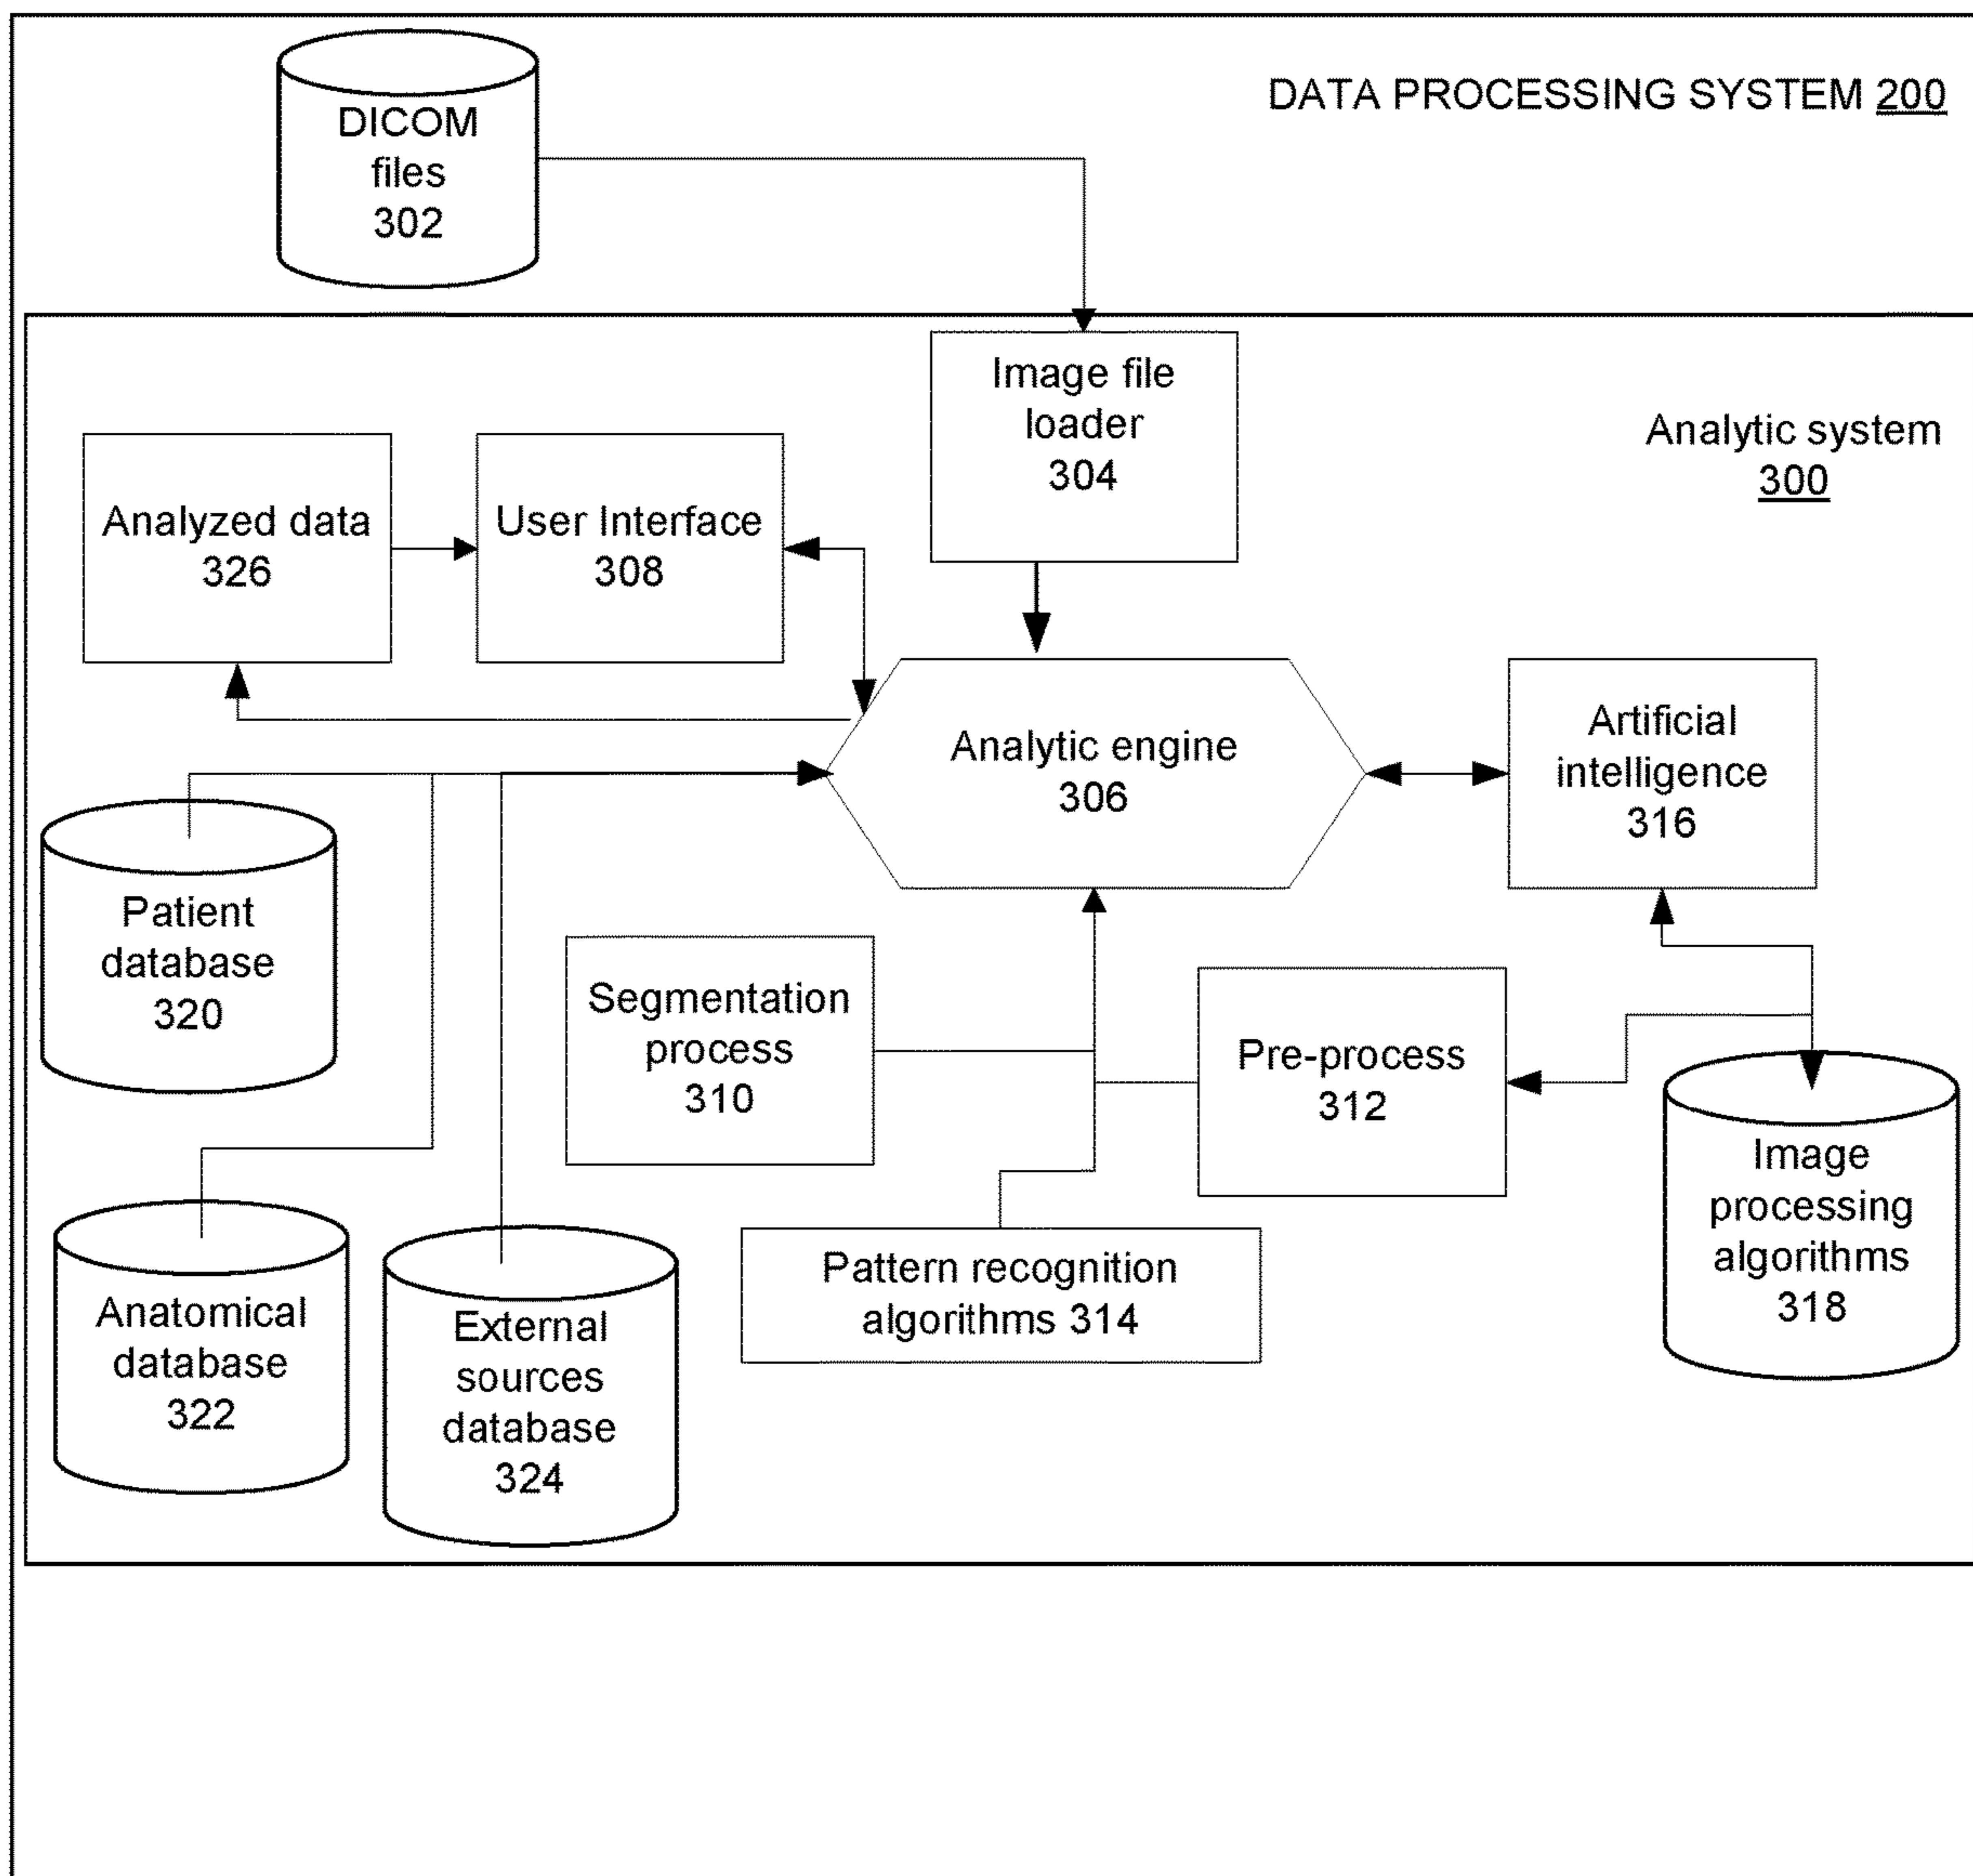 DATA PROCESSING SYSTEM 200
DICOM
files
302
Image file
loader
304
Analytic system
300
Analyzed data
326
User Interface
308
Analytic engine
306
Artificial
intelligence
316
Patient
database
320
Segmentation
process
310
Pre-process
312
Image
processing
algorithms
318
Pattern recognition
algorithms 314
Anatomical
database
322
External
sources
database
324